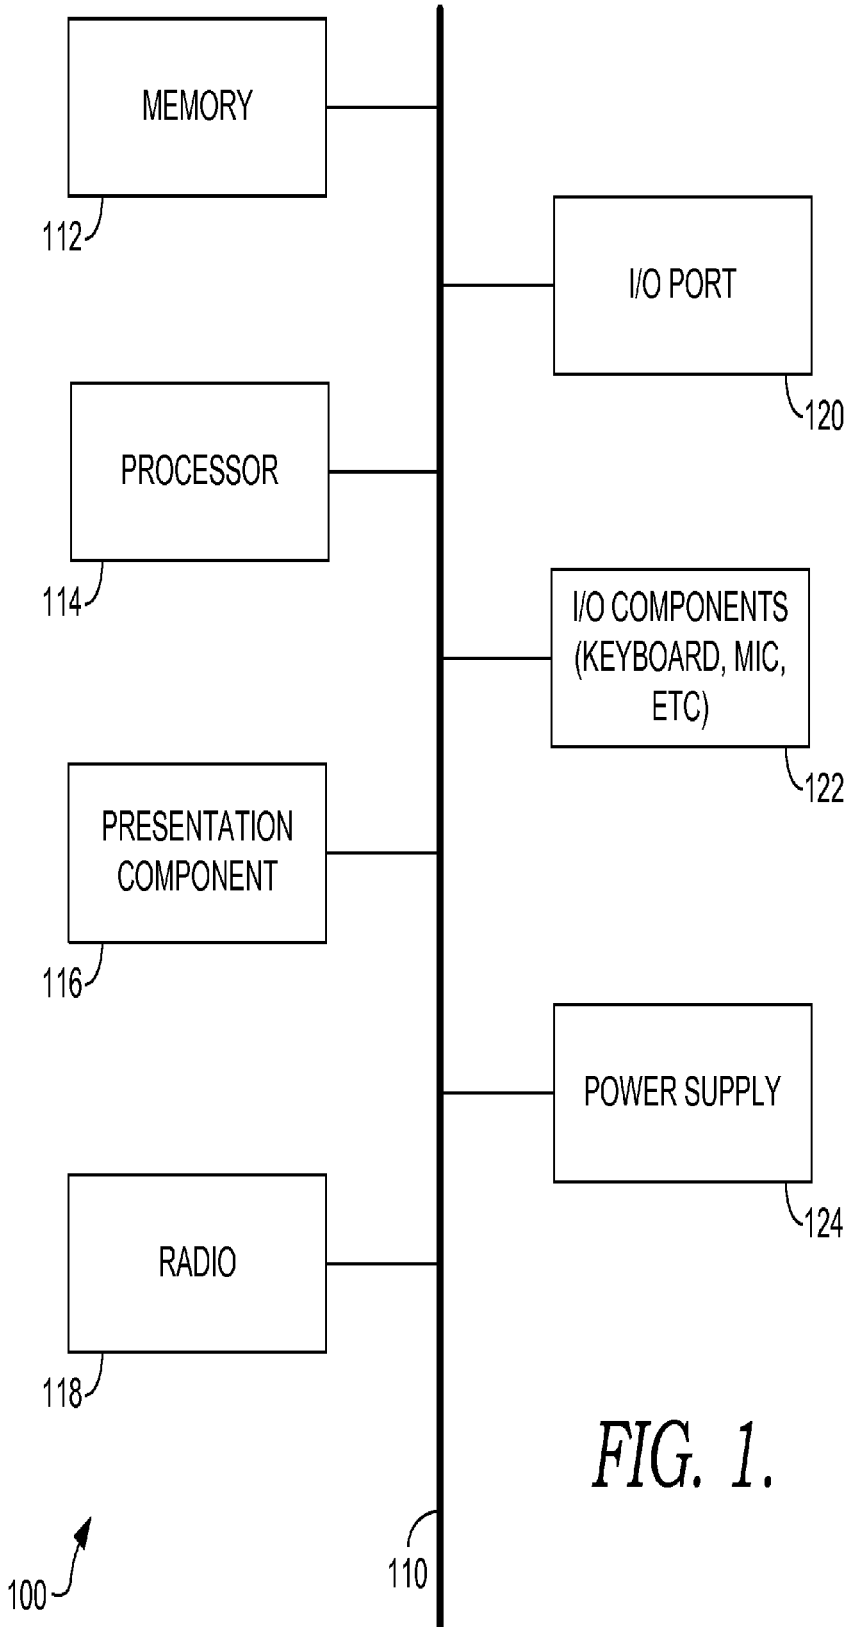 MEMORY
112
I/O PORT
120
PROCESSOR
114
I/O COMPONENTS
(KEYBOARD, MIC,
ETC)
122
PRESENTATION
COMPONENT
116
POWER SUPPLY
124
RADIO
118
FIG. 1.
110
100